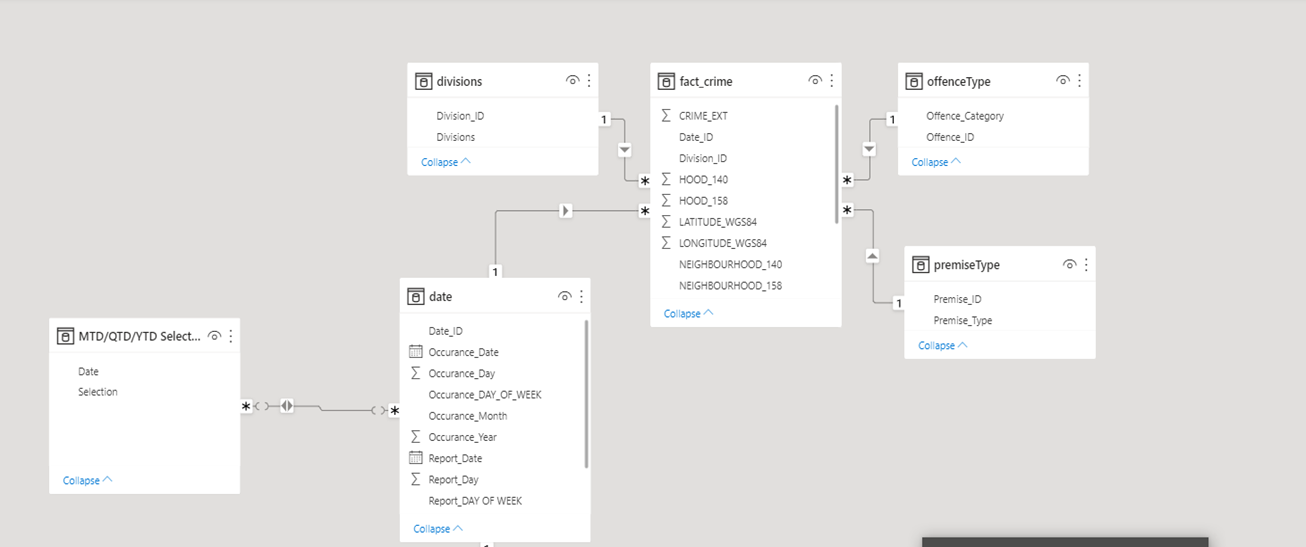 divisions
Division_ID
Divisions
Collapse
1
*
fact_crime
CRIME_EXT
Date_ID
Division_ID
HOOD_140
HOOD_158
LATITUDE_WGS84
LONGITUDE_WGS84
NEIGHBOURHOOD_140
NEIGHBOURHOOD_158
Collapse
offenceType
Offence_Category
Offence_ID
Collapse
1
*
*
1
*
premiseType
Premise_ID
Premise_Type
Collapse
1
date
Date_ID
Occurance_Date
Occurance_Day
Occurance_DAY_OF_WEEK
Occurance_Month
Occurance_Year
Report_Date
Report_Day
Report_DAY OF WEEK
Collapse
MTD/QTD/YTD Select...
Date
Selection
Collapse
*
*